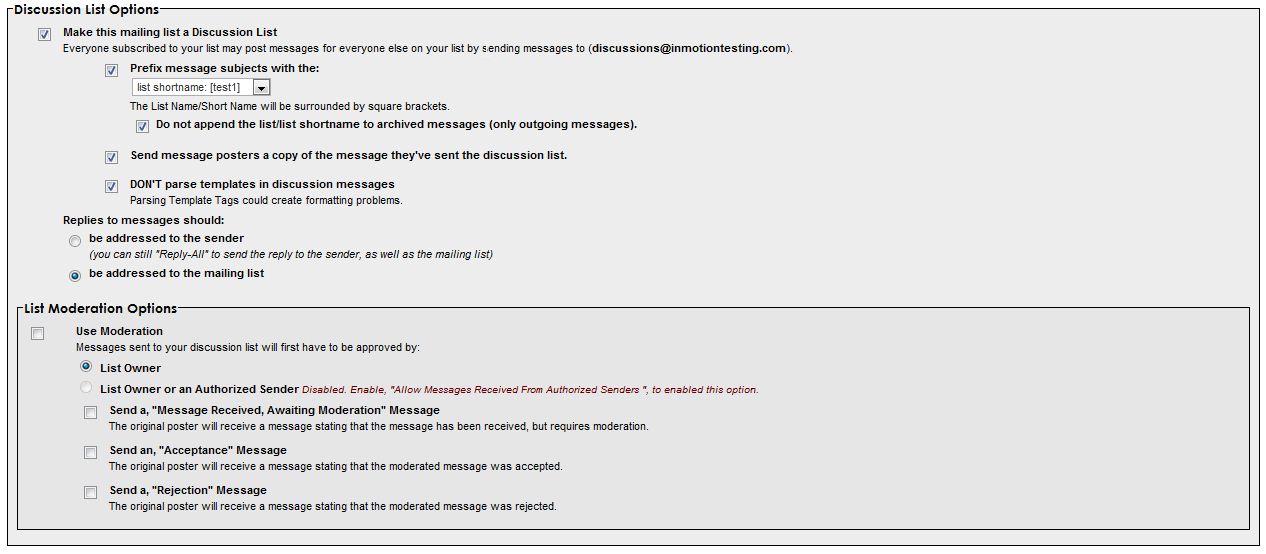 Discussion List Options
Make this mailing list a Discussion List
Everyone subscribed to your list may post messages for everyone else on your list by sending messages to (discussions@inmotiontesting.com).
Prefix message subjects with the:
list shortname: [test1]
The List Name/Short Name will be surrounded by square brackets.
Do not append the list/list shortname to archived messages (only outgoing messages).
Send message posters a copy of the message they've sent the discussion list.
DON'T parse templates in discussion messages
Parsing Template Tags could create formatting problems.
Replies to messages should:
be addressed to the sender
(you can still "Reply-All" to send the reply to the sender, as well as the mailing list)
be addressed to the mailing list
List Moderation Options
Use Moderation
Messages sent to your discussion list will first have to be approved by:
List Owner
List Owner or an Authorized Sender Disabled. Enable, "Allow Messages Received From Authorized Senders ", to enabled this option.
Send a, "Message Received, Awaiting Moderation" Message
The original poster will receive a message stating that the message has been received, but requires moderation.
Send an, "Acceptance" Message
The original poster will receive a message stating that the moderated message was accepted.
Send a, "Rejection" Message
The original poster will receive a message stating that the moderated message was rejected.